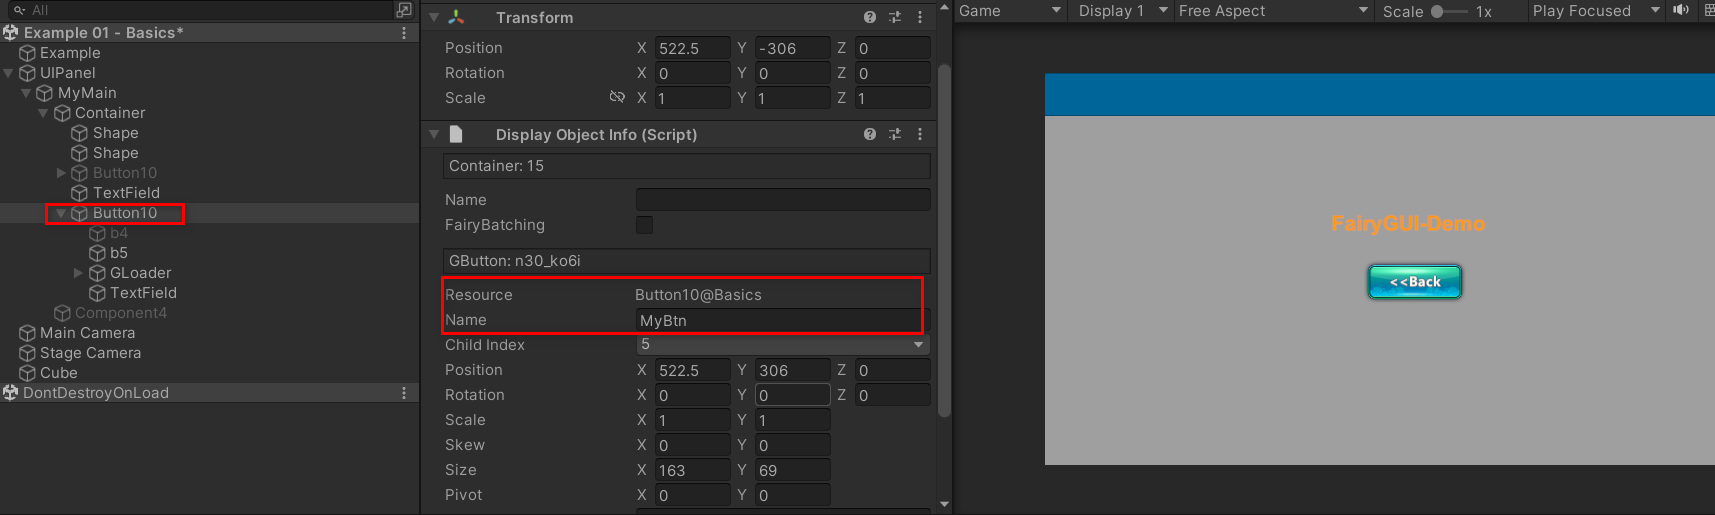 All
Example 01 - Basics*
Example
UIPanel
MyMain
Container
Shape
Shape
Button10
TextField
Button10
b4
b5
GLoader
TextField
Component4
Main Camera
Stage Camera
Cube
DontDestroyOnLoad
Transform
Position X 522.5 Y -306 Z 0
Rotation X 0 Y 0 Z 0
Scale X 1 Y 1 Z 1
Display Object Info (Script)
Container: 15
Name
FairyBatching
GButton: n30_ko6i
Resource Button10@Basics
Name MyBtn
Child Index 5
Position X 522.5 Y 306 Z 0
Rotation X 0 Y 0 Z 0
Scale X 1 Y 1
Skew X 0 Y 0
Size X 163 Y 69
Pivot X 0 Y 0
Game Display 1 Free Aspect Scale 1x Play Focused
FairyGUI-Demo
<<Back